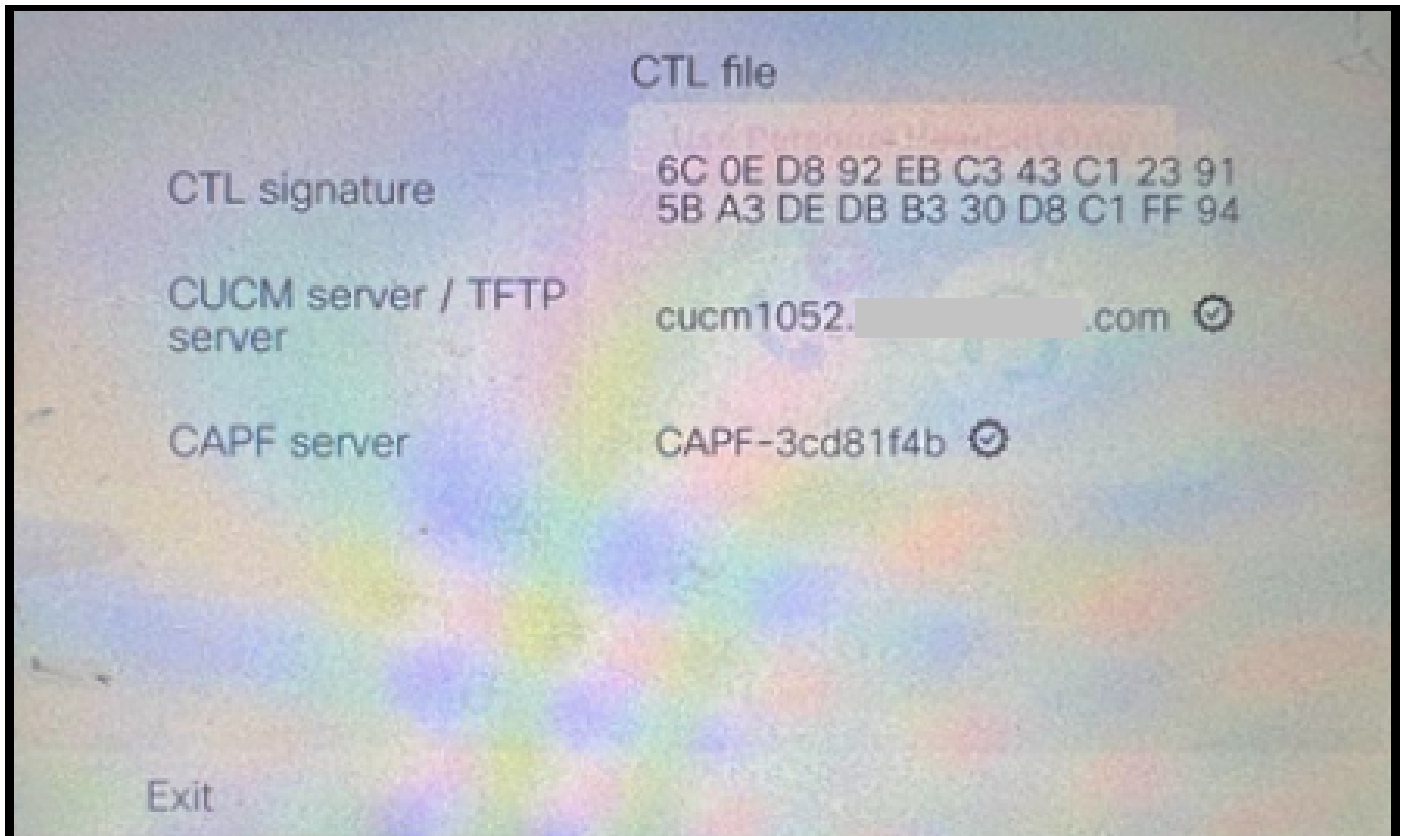 CTL file
CTL signature
6C 0E D8 92 EB C3 43 C1 23 91
5B A3 DE DB B3 30 D8 C1 FF 94
CUCM server / TFTP
server
cucm1052. .com
CAPF server
CAPF-3cd81f4b
Exit